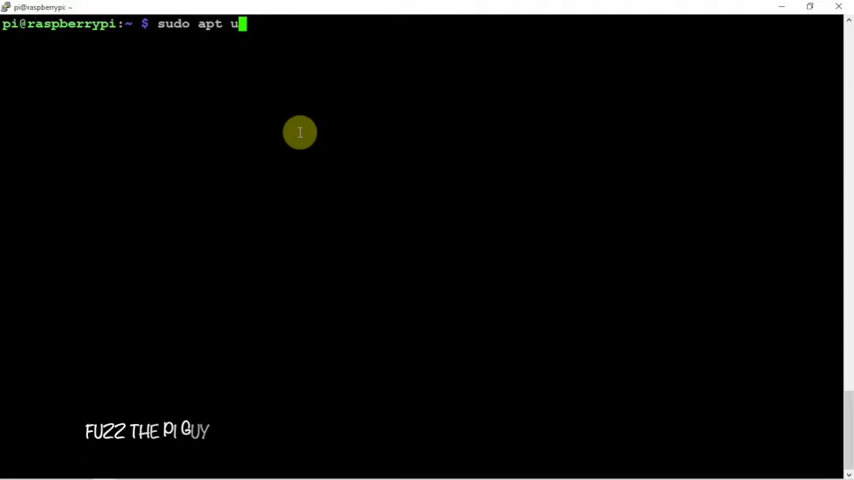 pi@raspberrypi: ~
pi@raspberrypi:~ $ sudo apt u
FUZZ THE PI GUY